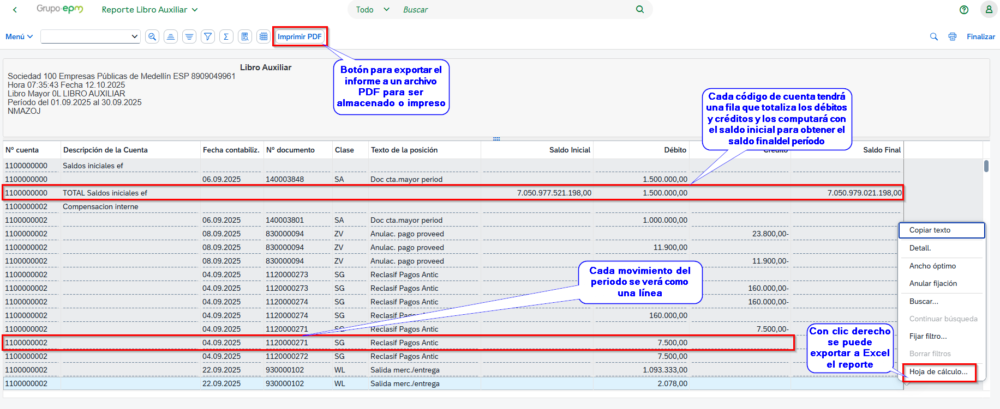 Grupo·epm
Reporte Libro Auxiliar
Todo
Buscar
Menú
Imprimir PDF
Finalizar
Libro Auxiliar
Sociedad 100 Empresas Públicas de Medellín ESP 8909049961
Hora 07:35:43 Fecha 12.10.2025
Libro Mayor 0L LIBRO AUXILIAR
Período del 01.09.2025 al 30.09.2025
NMAZOJ
Botón para exportar el
informe a un archivo
PDF para ser
almacenado o impreso
Cada código de cuenta tendrá
una fila que totaliza los débitos
y créditos y los computará con
el saldo inicial para obtener el
saldo finaldel período
Nº cuenta Descripción de la Cuenta Fecha contabiliz. Nº documento Clase Texto de la posición Saldo Inicial Débito Crédito Saldo Final
1100000000 Saldos iniciales ef
1100000000 06.09.2025 140003848 SA Doc cta.mayor period 1.500.000,00
1100000000 TOTAL Saldos iniciales ef 7.050.977.521.198,00 1.500.000,00 7.050.979.021.198,00
1100000002 Compensacion interne
1100000002 06.09.2025 140003801 SA Doc cta.mayor period 1.000.000,00
1100000002 08.09.2025 830000094 ZV Anulac. pago proveed 23.800,00-
1100000002 08.09.2025 830000094 ZV Anulac. pago proveed 11.900,00
1100000002 08.09.2025 830000094 ZV Anulac. pago proveed 11.900,00-
1100000002 04.09.2025 1120000273 SG Reclasif Pagos Antic
1100000002 04.09.2025 1120000273 SG Reclasif Pagos Antic 160.000,00-
1100000002 04.09.2025 1120000274 SG Reclasif Pagos Antic 160.000,00-
1100000002 04.09.2025 1120000274 SG Reclasif Pagos Antic 160.000,00
1100000002 04.09.2025 1120000271 SG Reclasif Pagos Antic 7.500,00-
1100000002 04.09.2025 1120000271 SG Reclasif Pagos Antic 7.500,00
1100000002 04.09.2025 1120000272 SG Reclasif Pagos Antic 7.500,00
1100000002 22.09.2025 930000102 WL Salida merc./entrega 1.093.333,00
1100000002 22.09.2025 930000102 WL Salida merc./entrega 2.078,00
Cada movimiento del
periodo se verá como
una línea
Copiar texto
Detall.
Ancho óptimo
Anular fijación
Buscar...
Continuar búsqueda
Fijar filtro...
Borrar filtros
Hoja de cálculo...
Con clic derecho
se puede
exportar a Excel
el reporte